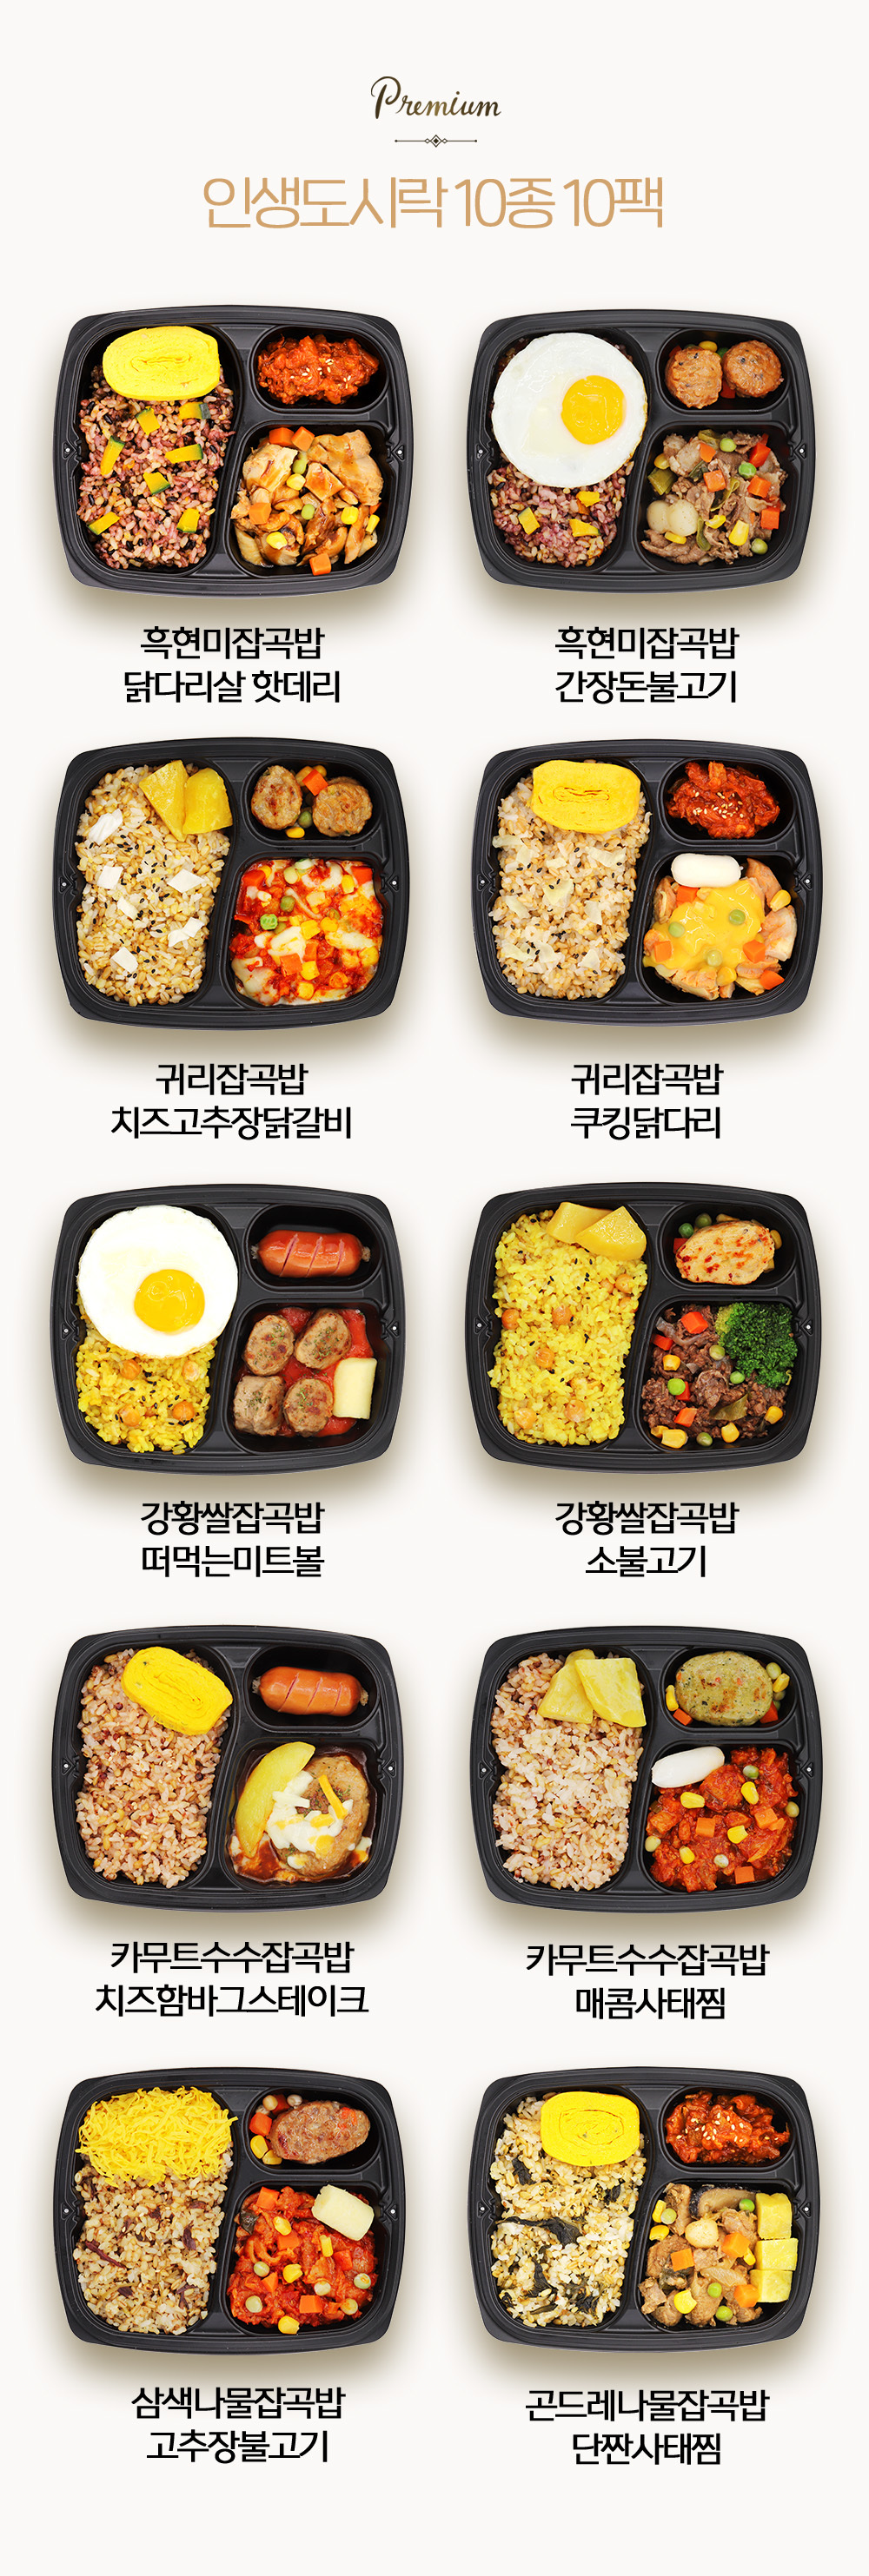 Premium
인생도시락 10종 10팩
흑현미잡곡밥
닭다리살 핫데리
흑현미잡곡밥
간장돈불고기
귀리잡곡밥
치즈고추장닭갈비
귀리잡곡밥
쿠킹닭다리
강황쌀잡곡밥
떠먹는미트볼
강황쌀잡곡밥
소불고기
카무트수수잡곡밥
치즈함바그스테이크
카무트수수잡곡밥
매콤사태찜
삼색나물잡곡밥
고추장불고기
곤드레나물잡곡밥
단짠사태찜